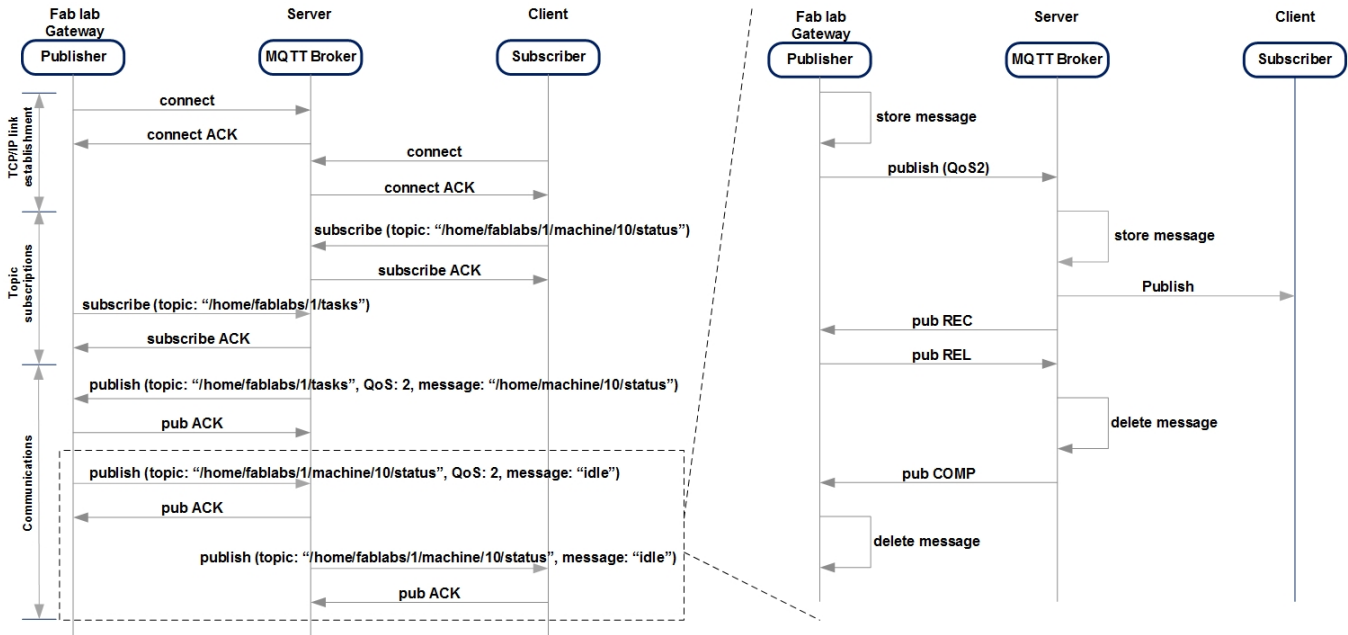 Fab lab
Gateway
Publisher
Server
MQTT Broker
Client
Subscriber
TCP/IP link
establishment
connect
connect ACK
connect
connect ACK
Topic
subscriptions
subscribe (topic: “/home/fablabs/1/machine/10/status”)
subscribe ACK
subscribe (topic: “/home/fablabs/1/tasks”)
subscribe ACK
Communications
publish (topic: “/home/fablabs/1/tasks”, QoS: 2, message: “/home/machine/10/status”)
pub ACK
publish (topic: “/home/fablabs/1/machine/10/status”, QoS: 2, message: “idle”)
pub ACK
publish (topic: “/home/fablabs/1/machine/10/status”, message: “idle”)
pub ACK
Fab lab
Gateway
Publisher
Server
MQTT Broker
Client
Subscriber
store message
publish (QoS2)
store message
Publish
pub REC
pub REL
delete message
pub COMP
delete message